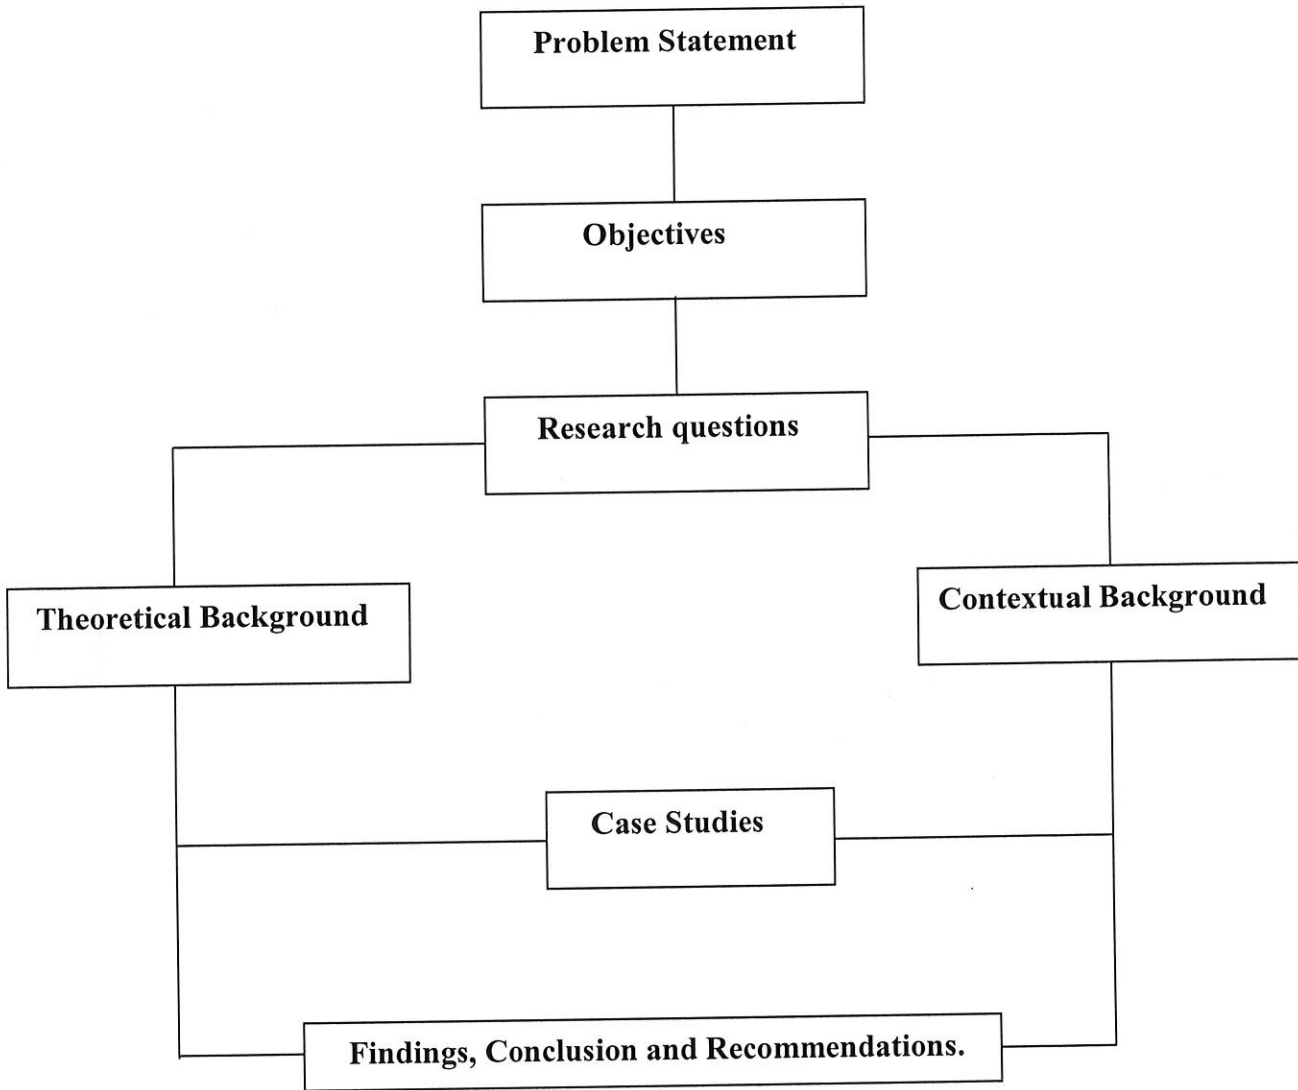 Problem Statement
Objectives
Research questions
Theoretical Background
Contextual Background
Case Studies
Findings, Conclusion and Recommendations.